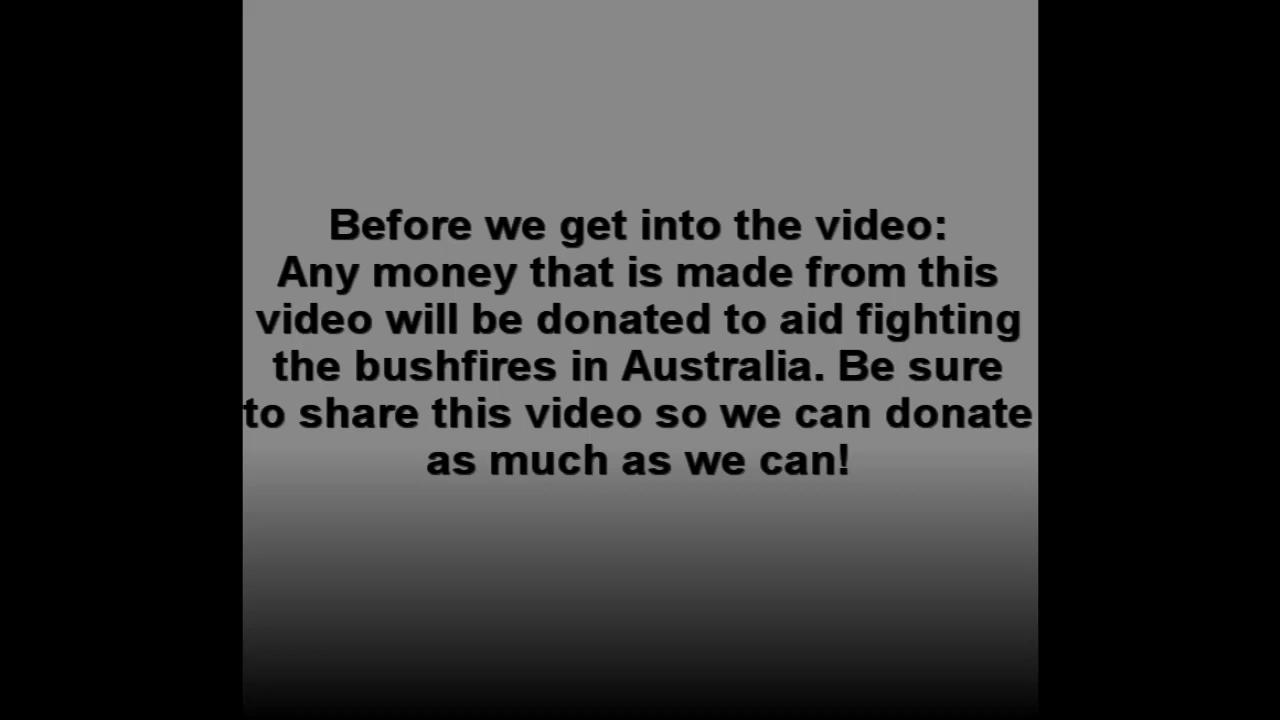 Before we get into the video:
Any money that is made from this
video will be donated to aid fighting
the bushfires in Australia. Be sure
to share this video so we can donate
as much as we can!